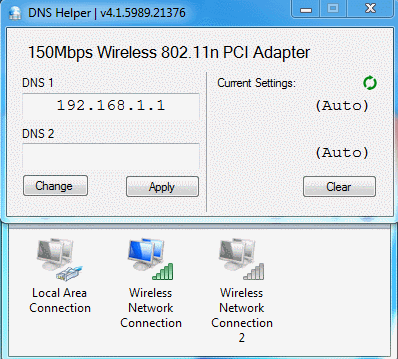 DNS Helper | v4.1.5989.21376
150Mbps Wireless 802.11n PCI Adapter
DNS 1
Current Settings:
192.168.1.1
(Auto)
DNS 2
(Auto)
Change
Apply
Clear
Local Area
Connection
Wireless
Network
Connection
Wireless
Network
Connection
2